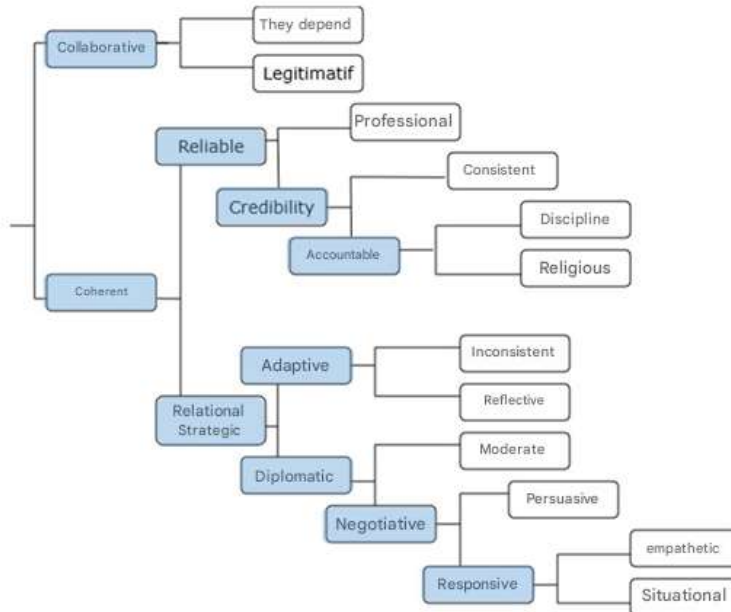 They depend
Collaborative
Legitimatif
Professional
Reliable
Consistent
Credibility
Discipline
Accountable
Religious
Coherent
Inconsistent
Adaptive
Reflective
Relational
Strategic
Moderate
Diplomatic
Persuasive
Negotiative
empathetic
Responsive
Situational